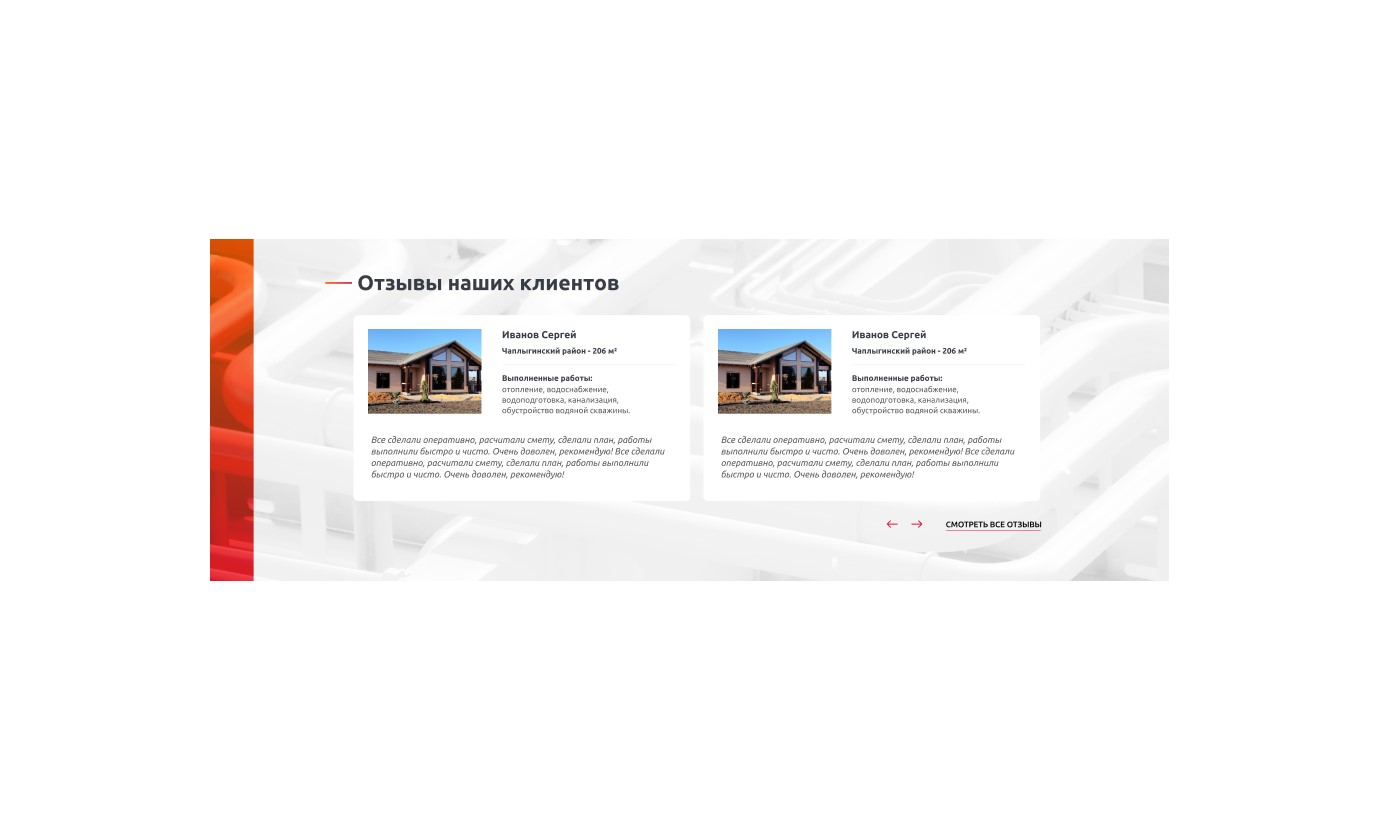 Отзывы наших клиентов
Иванов Сергей
Чаплыгинский район - 206 м²
Выполненные работы:
отопление, водоснабжение,
водоподготовка, канализация,
обустройство водяной скважины.
Все сделали оперативно, расчитали смету, сделали план, работы
выполнили быстро и чисто. Очень доволен, рекомендую! Все сделали
оперативно, расчитали смету, сделали план, работы выполнили
быстро и чисто. Очень доволен, рекомендую!
Иванов Сергей
Чаплыгинский район - 206 м²
Выполненные работы:
отопление, водоснабжение,
водоподготовка, канализация,
обустройство водяной скважины.
Все сделали оперативно, расчитали смету, сделали план, работы
выполнили быстро и чисто. Очень доволен, рекомендую! Все сделали
оперативно, расчитали смету, сделали план, работы выполнили
быстро и чисто. Очень доволен, рекомендую!
СМОТРЕТЬ ВСЕ ОТЗЫВЫ